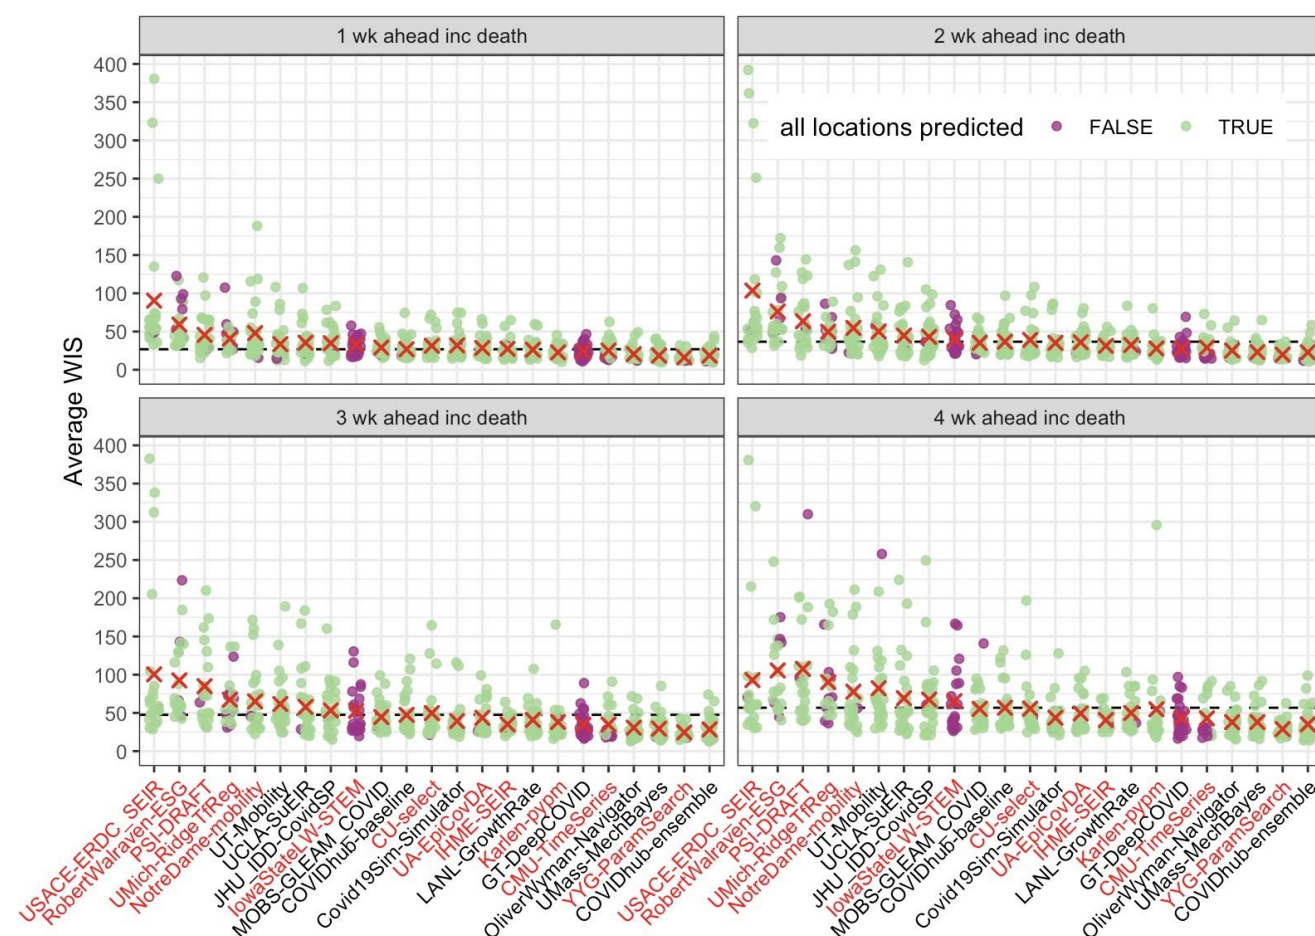 1 wk ahead inc death
2 wk ahead inc death
400
350
300
250
200
150
100
50
0
all locations predicted FALSE TRUE
Average WIS
3 wk ahead inc death
4 wk ahead inc death
400
350
300
250
200
150
100
50
0
USACE-ERDC_SEIR
RobertWalraven-ESG
PSI-DRAFT
UMich-RidgeTfReg
NotreDame-mobility
UT-Mobility
UCLA-SuEIR
JHU_IDD-CovidSP
IowaStateLW-STEM
MOBS-GLEAM_COVID
COVIDhub-baseline
CU-select
Covid19Sim-Simulator
UA-EpiCovDA
IHME-SEIR
LANL-GrowthRate
Karlen-pypm
GT-DeepCOVID
CMU-TimeSeries
OliverWyman-Navigator
UMass-MechBayes
YYG-ParamSearch
COVIDhub-ensemble
USACE-ERDC_SEIR
RobertWalraven-ESG
PSI-DRAFT
UMich-RidgeTfReg
NotreDame-mobility
UT-Mobility
UCLA-SuEIR
JHU_IDD-CovidSP
IowaStateLW-STEM
MOBS-GLEAM_COVID
COVIDhub-baseline
CU-select
Covid19Sim-Simulator
UA-EpiCovDA
IHME-SEIR
LANL-GrowthRate
Karlen-pypm
GT-DeepCOVID
CMU-TimeSeries
OliverWyman-Navigator
UMass-MechBayes
YYG-ParamSearch
COVIDhub-ensemble